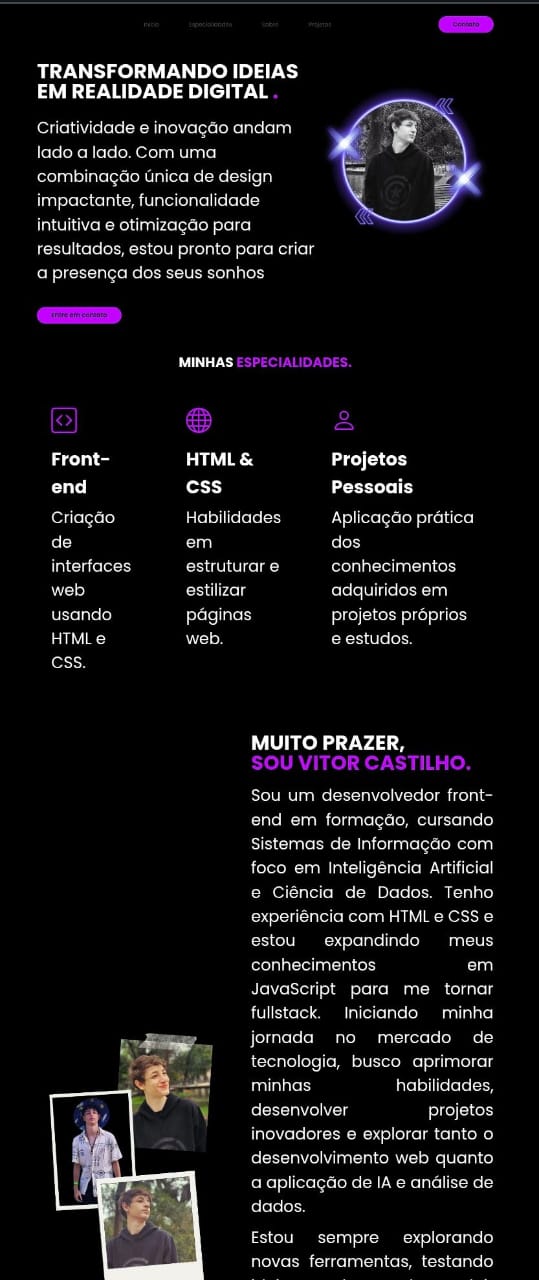 Início Especialidades Sobre Projetos Contato
TRANSFORMANDO IDEIAS
EM REALIDADE DIGITAL .
Criatividade e inovação andam
lado a lado. Com uma
combinação única de design
impactante, funcionalidade
intuitiva e otimização para
resultados, estou pronto para criar
a presença dos seus sonhos
Entre em contato
MINHAS ESPECIALIDADES.
Front-
end
Criação
de
interfaces
web
usando
HTML e
CSS.
HTML &
CSS
Habilidades
em
estruturar e
estilizar
páginas
web.
Projetos
Pessoais
Aplicação prática
dos
conhecimentos
adquiridos em
projetos próprios
e estudos.
MUITO PRAZER,
SOU VITOR CASTILHO.
Sou um desenvolvedor front-
end em formação, cursando
Sistemas de Informação com
foco em Inteligência Artificial
e Ciência de Dados. Tenho
experiência com HTML e CSS e
estou expandindo meus
conhecimentos em
JavaScript para me tornar
fullstack. Iniciando minha
jornada no mercado de
tecnologia, busco aprimorar
minhas habilidades,
desenvolver projetos
inovadores e explorar tanto o
desenvolvimento web quanto
a aplicação de IA e análise de
dados.
Estou sempre explorando
novas ferramentas, testando